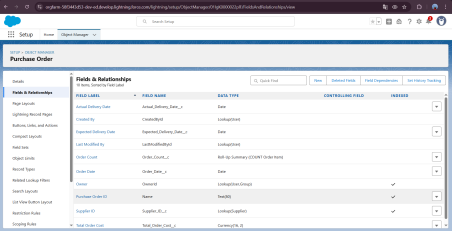 Search Setup
Setup
Home
Object Manager
SETUP > OBJECT MANAGER
Purchase Order
Details
Fields & Relationships
Page Layouts
Lightning Record Pages
Buttons, Links, and Actions
Compact Layouts
Field Sets
Object Limits
Record Types
Related Lookup Filters
Search Layouts
List View Button Layout
Restriction Rules
Scoping Rules
Fields & Relationships
Items, Sorted by Field Label
Quick Find
New
Deleted Fields
Field Dependencies
Set History Tracking
FIELD LABEL FIELD NAME DATA TYPE CONTROLLING FIELD INDEXED
Actual Delivery Date Actual_Delivery_Date__c Date
Created By CreatedById Lookup(User)
Expected Delivery Date Expected_Delivery_Date__c Date
Last Modified By LastModifiedById Lookup(User)
Order Count Order_Count__c Roll-Up Summary (COUNT Order Item)
Order Date Order_Date__c Date
Owner OwnerId Lookup(User,Group)
Purchase Order ID Name Text(80)
Supplier ID Supplier_ID__c Lookup(Supplier)
Total Order Cost Total_Order_Cost__c Currency(16, 2)